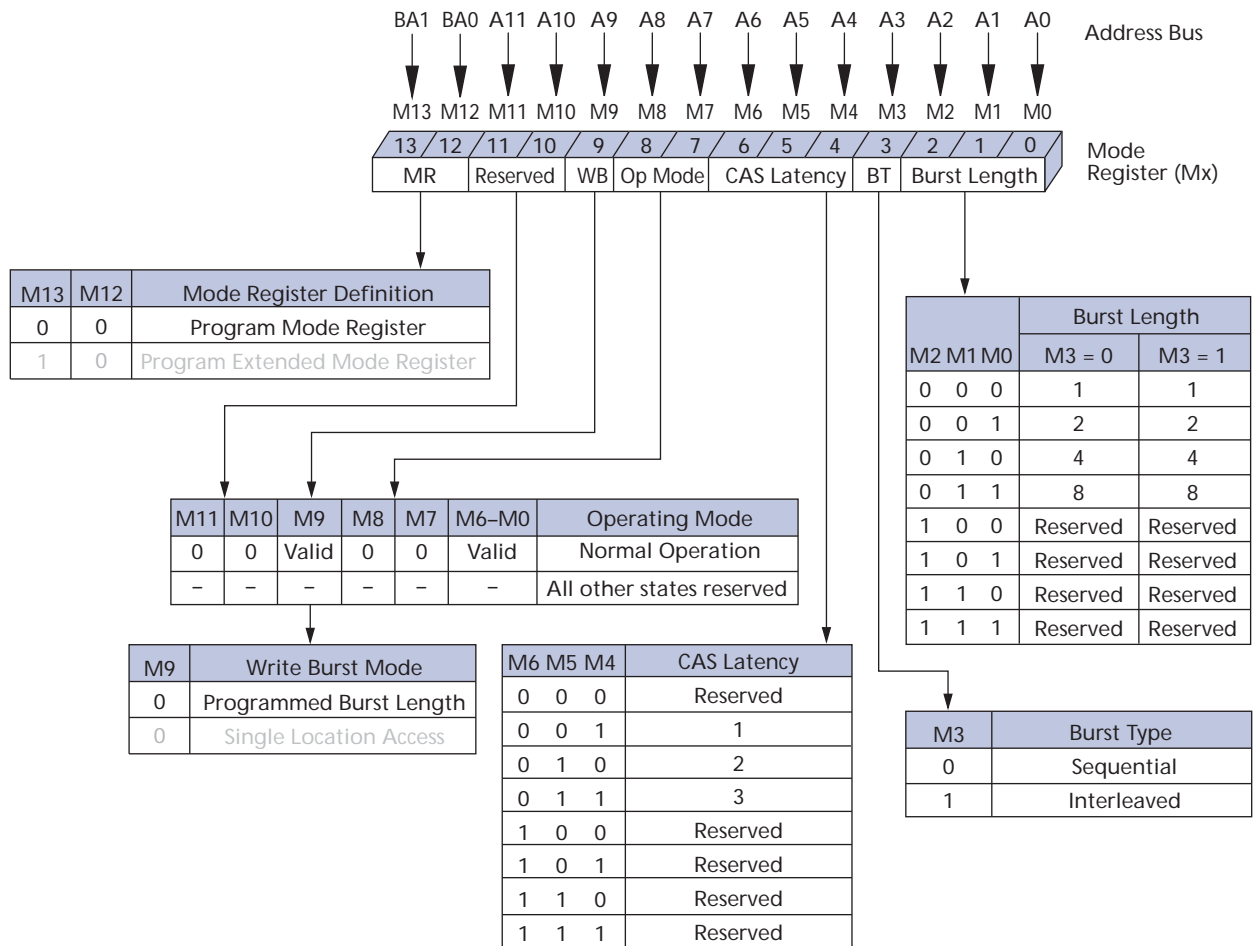 BA1 BA0 A11 A10 A9 A8 A7 A6 A5 A4 A3 A2 A1 A0 Address Bus
M13 M12 M11 M10 M9 M8 M7 M6 M5 M4 M3 M2 M1 M0
13 12 11 10 9 8 7 6 5 4 3 2 1 0 Mode
Register (Mx)
MR Reserved WB Op Mode CAS Latency BT Burst Length
M13 M12 Mode Register Definition
0 0 Program Mode Register
1 0 Program Extended Mode Register
Burst Length
M2 M1 M0 M3 = 0 M3 = 1
0 0 0 1 1
0 0 1 2 2
0 1 0 4 4
0 1 1 8 8
1 0 0 Reserved Reserved
1 0 1 Reserved Reserved
1 1 0 Reserved Reserved
1 1 1 Reserved Reserved
M11 M10 M9 M8 M7 M6–M0 Operating Mode
0 0 Valid 0 0 Valid Normal Operation
– – – – – – All other states reserved
M9 Write Burst Mode
0 Programmed Burst Length
0 Single Location Access
M6 M5 M4 CAS Latency
0 0 0 Reserved
0 0 1 1
0 1 0 2
0 1 1 3
1 0 0 Reserved
1 0 1 Reserved
1 1 0 Reserved
1 1 1 Reserved
M3 Burst Type
0 Sequential
1 Interleaved